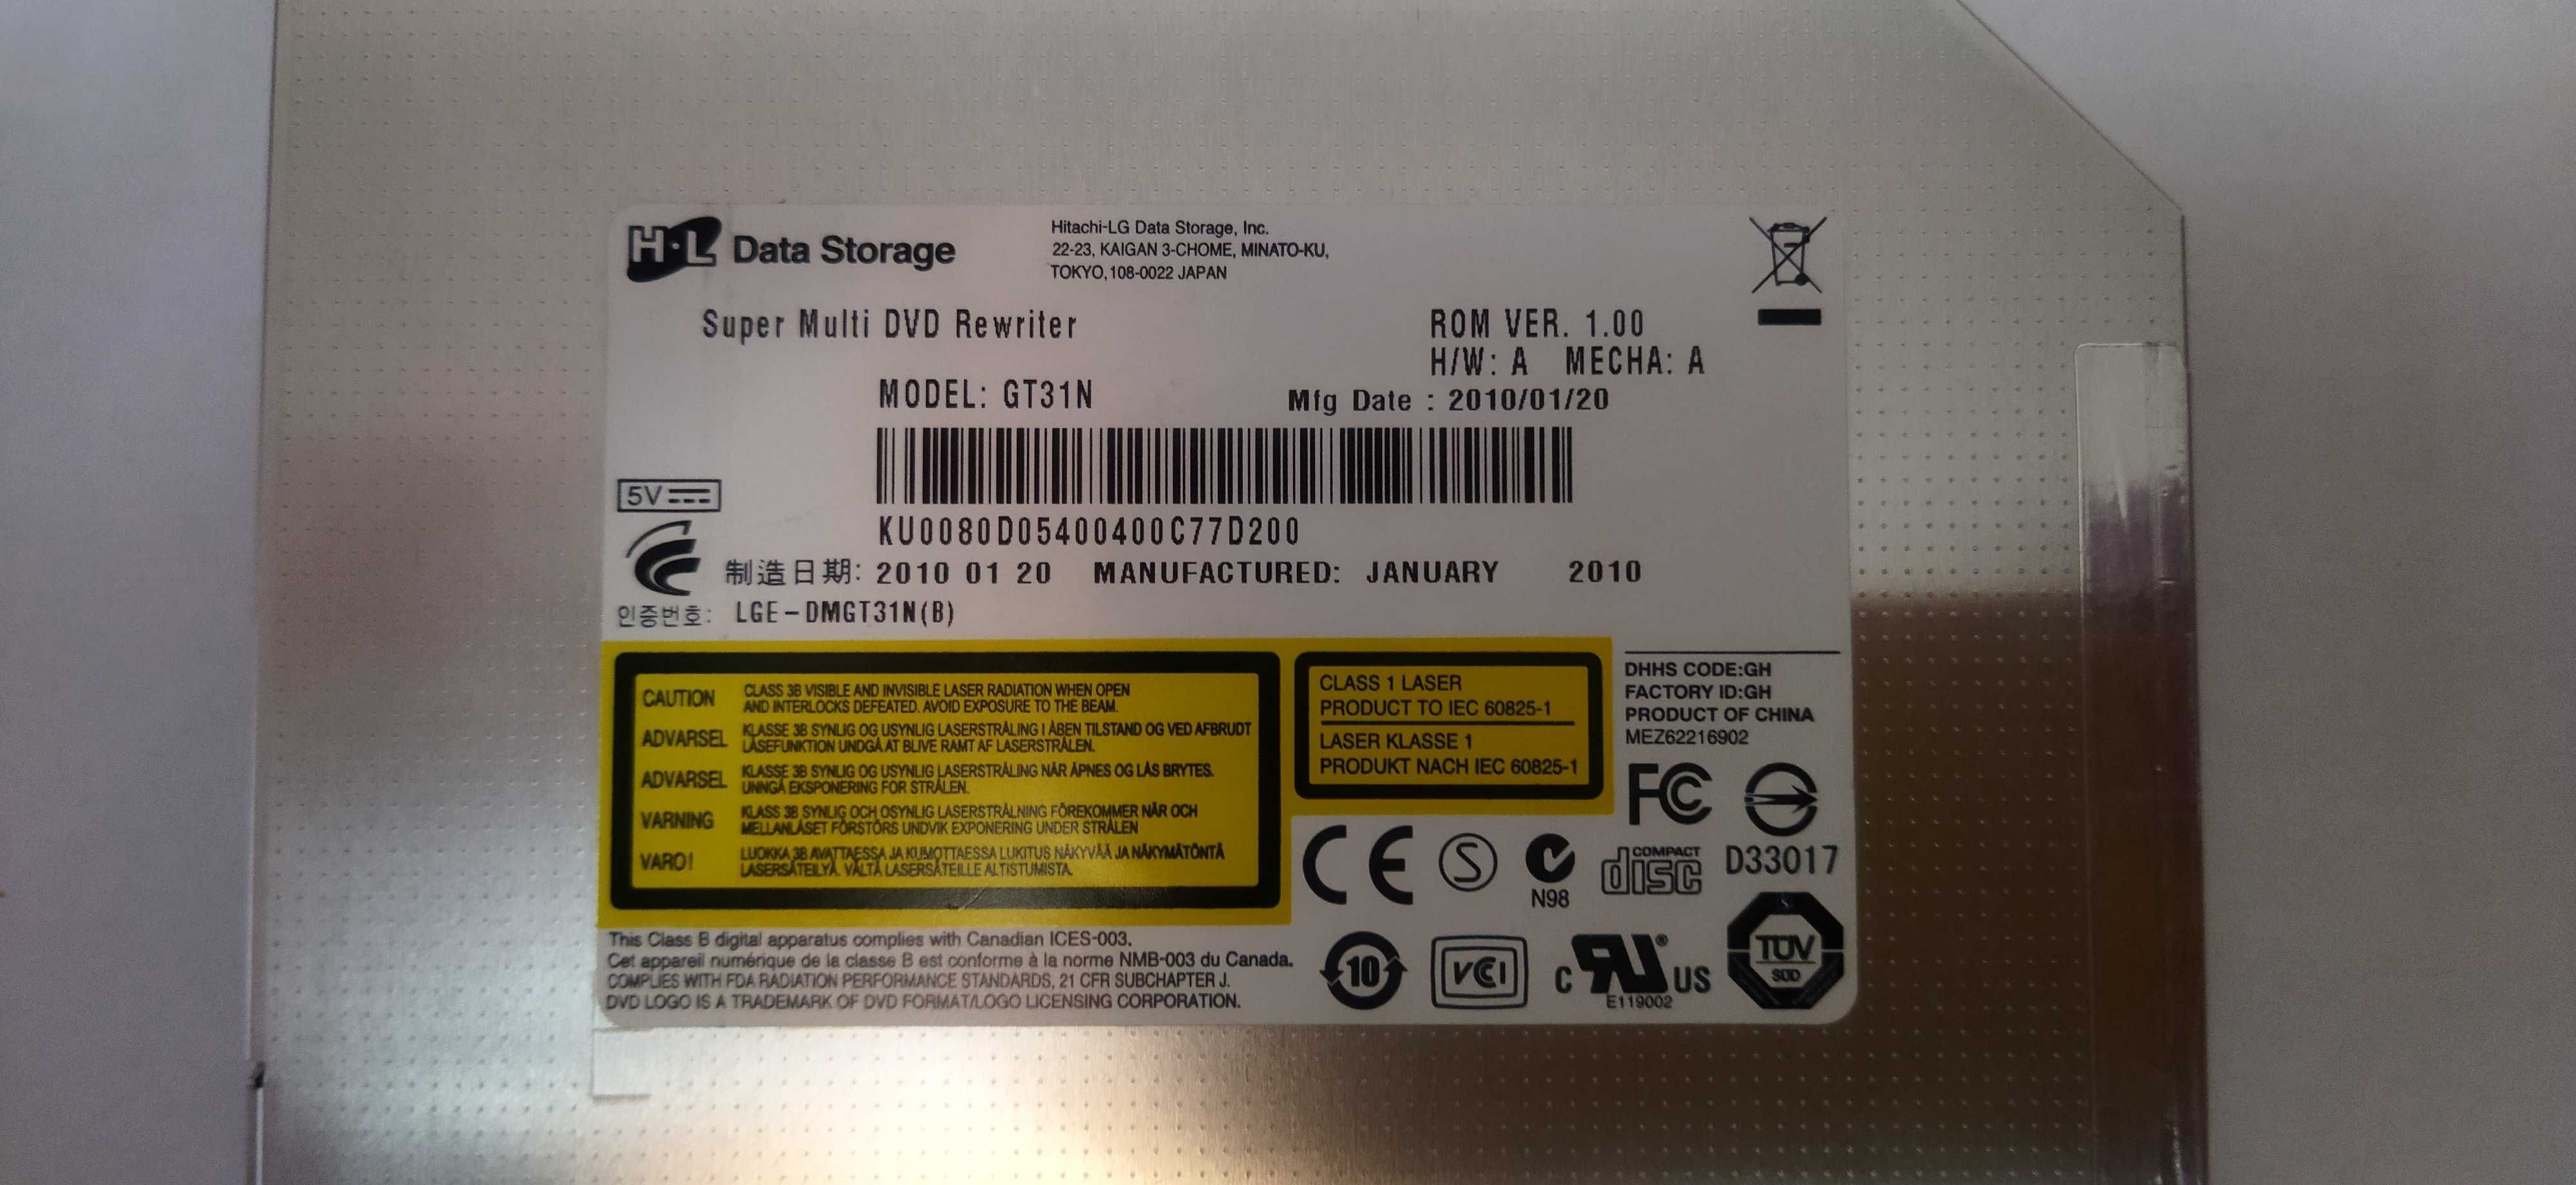 H·L Data Storage
Hitachi-LG Data Storage, Inc.
22-23, KAIGAN 3-CHOME, MINATO-KU,
TOKYO,108-0022 JAPAN
Super Multi DVD Rewriter
ROM VER. 1.00
H/W: A MECHA: A
MODEL: GT31N
Mfg Date : 2010/01/20
5V
KU0080D05400400C77D200
制造日期: 2010 01 20 MANUFACTURED: JANUARY 2010
인증번호: LGE-DMGT31N(B)
CAUTION CLASS 3B VISIBLE AND INVISIBLE LASER RADIATION WHEN OPEN
AND INTERLOCKS DEFEATED. AVOID EXPOSURE TO THE BEAM.
ADVARSEL KLASSE 3B SYNLIG OG USYNLIG LASERSTRÅLING I ÅBEN TILSTAND OG VED AFBRUDT
LÅSEFUNKTION UNDGÅ AT BLIVE RAMT AF LASERSTRÅLEN.
ADVARSEL KLASSE 3B SYNLIG OG USYNLIG LASERSTRÅLING NÅR ÅPNES OG LÅS BRYTES.
UNNGÅ EKSPONERING FOR STRÅLEN.
VARNING KLASS 3B SYNLIG OCH OSYNLIG LASERSTRÅLNING FÖREKOMMER NÄR OCH
MELLANLÅSET FÖRSTÖRS UNDVIK EXPONERING UNDER STRÅLEN
VARO! LUOKKA 3B AVATTAESSA JA KUMOTTAESSA LUKITUS NÄKYVÄÄ JA NÄKYMÄTÖNTÄ
LASERSÄTEILYÄ. VÄLTÄ LASERSÄTEILLE ALTISTUMISTA.
CLASS 1 LASER
PRODUCT TO IEC 60825-1
LASER KLASSE 1
PRODUKT NACH IEC 60825-1
DHHS CODE:GH
FACTORY ID:GH
PRODUCT OF CHINA
MEZ62216902
FC
CE S N98 COMPACT disc D33017
This Class B digital apparatus complies with Canadian ICES-003.
Cet appareil numérique de la classe B est conforme à la norme NMB-003 du Canada.
COMPLIES WITH FDA RADIATION PERFORMANCE STANDARDS, 21 CFR SUBCHAPTER J.
DVD LOGO IS A TRADEMARK OF DVD FORMAT/LOGO LICENSING CORPORATION.
10 VCCI C RU ® US E119002
TÜV SÜD